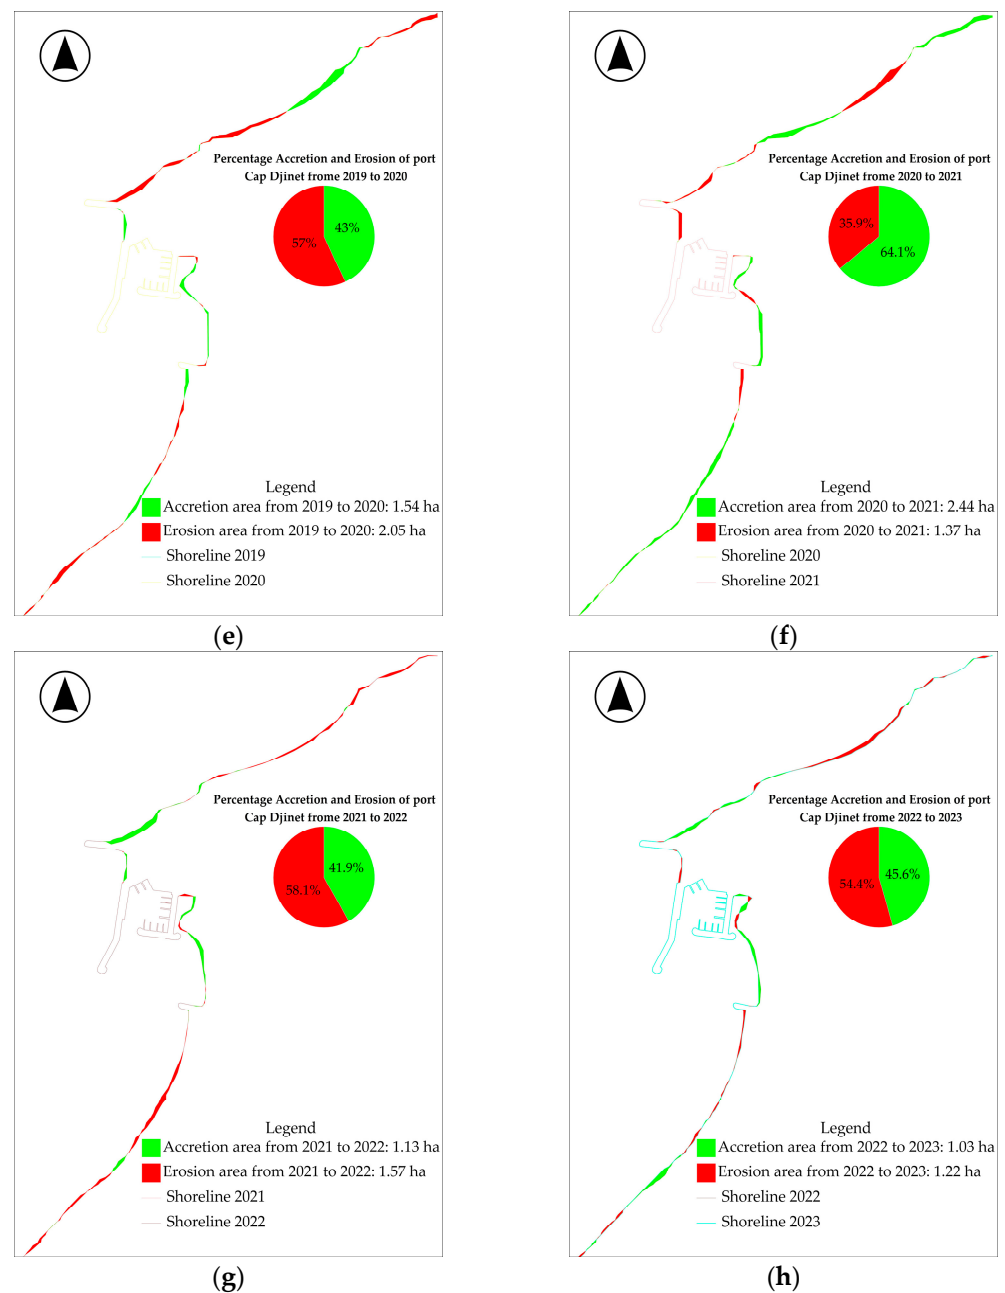 Percentage Accretion and Erosion of port
Cap Djinet frome 2019 to 2020
43%
57%
Legend
Accretion area from 2019 to 2020: 1.54 ha
Erosion area from 2019 to 2020: 2.05 ha
Shoreline 2019
Shoreline 2020
(e)
Percentage Accretion and Erosion of port
Cap Djinet frome 2020 to 2021
35.9%
64.1%
Legend
Accretion area from 2020 to 2021: 2.44 ha
Erosion area from 2020 to 2021: 1.37 ha
Shoreline 2020
Shoreline 2021
(f)
Percentage Accretion and Erosion of port
Cap Djinet frome 2021 to 2022
41.9%
58.1%
Legend
Accretion area from 2021 to 2022: 1.13 ha
Erosion area from 2021 to 2022: 1.57 ha
Shoreline 2021
Shoreline 2022
(g)
Percentage Accretion and Erosion of port
Cap Djinet frome 2022 to 2023
45.6%
54.4%
Legend
Accretion area from 2022 to 2023: 1.03 ha
Erosion area from 2022 to 2023: 1.22 ha
Shoreline 2022
Shoreline 2023
(h)